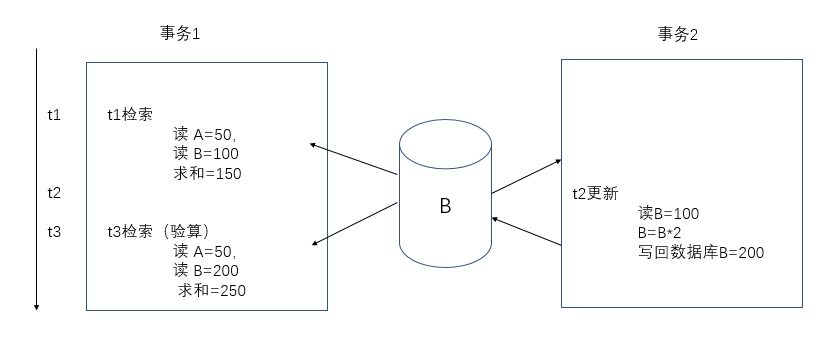 事务1
事务2
t1
t1检索
读 A=50,
读 B=100
求和=150
t2
t2更新
B
读B=100
B=B*2
写回数据库B=200
t3
t3检索（验算）
读 A=50,
读 B=200
求和=250